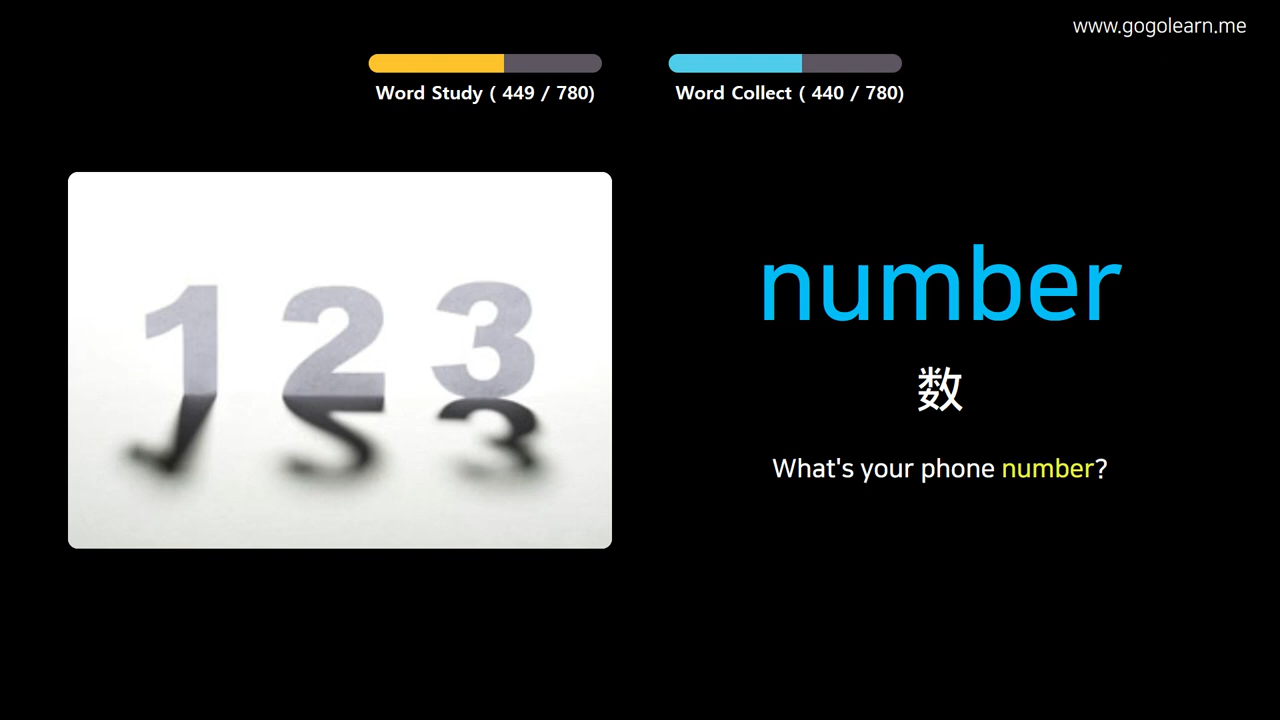 www.gogolearn.me
Word Study ( 449 / 780)
Word Collect ( 440 / 780)
1 2 3
number
数
What's your phone number?